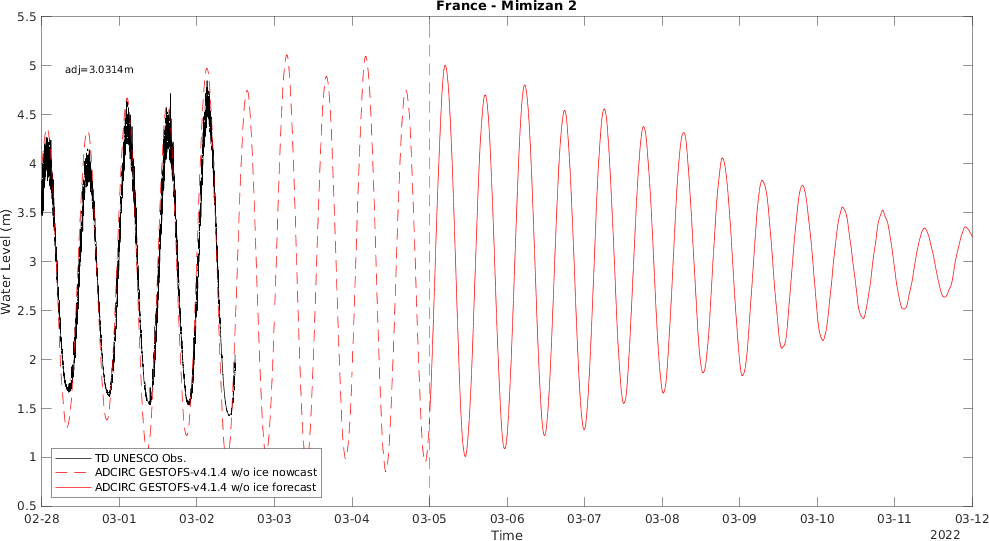 France - Mimizan 2
adj=3.0314m
Water Level (m)
5.5
5
4.5
4
3.5
3
2.5
2
1.5
1
0.5
TD UNESCO Obs.
ADCIRC GESTOFS-v4.1.4 w/o ice nowcast
ADCIRC GESTOFS-v4.1.4 w/o ice forecast
02-28 03-01 03-02 03-03 03-04 03-05 03-06 03-07 03-08 03-09 03-10 03-11 03-12
Time
2022